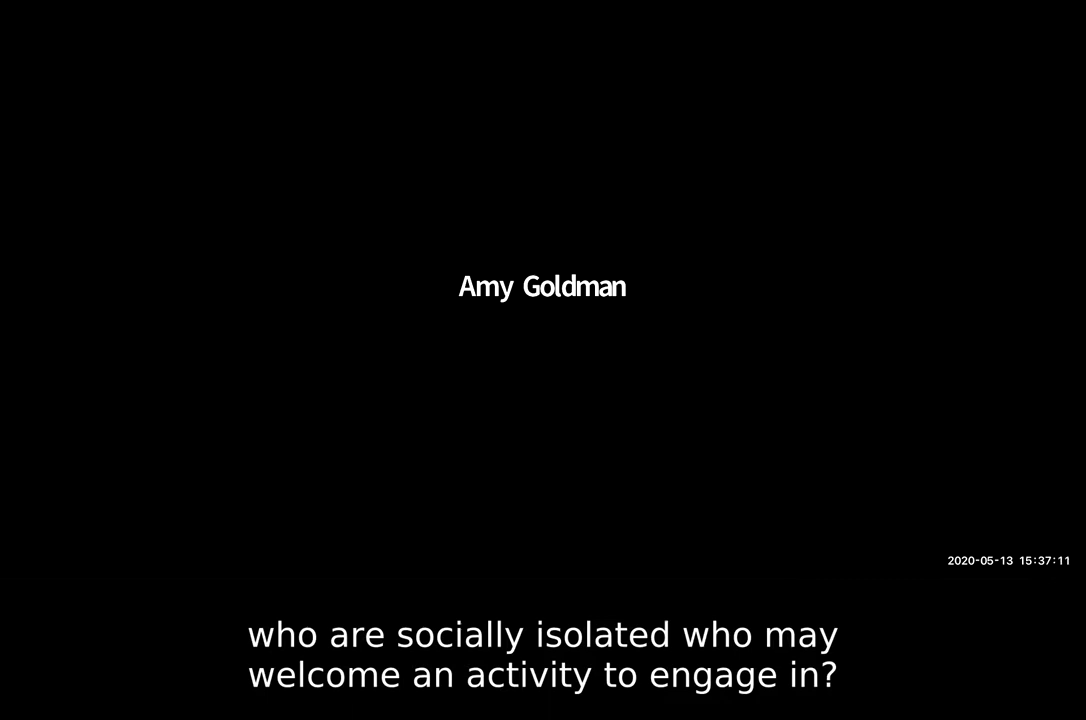 Amy Goldman
2020-05-13 15:37:11
who are socially isolated who may
welcome an activity to engage in?